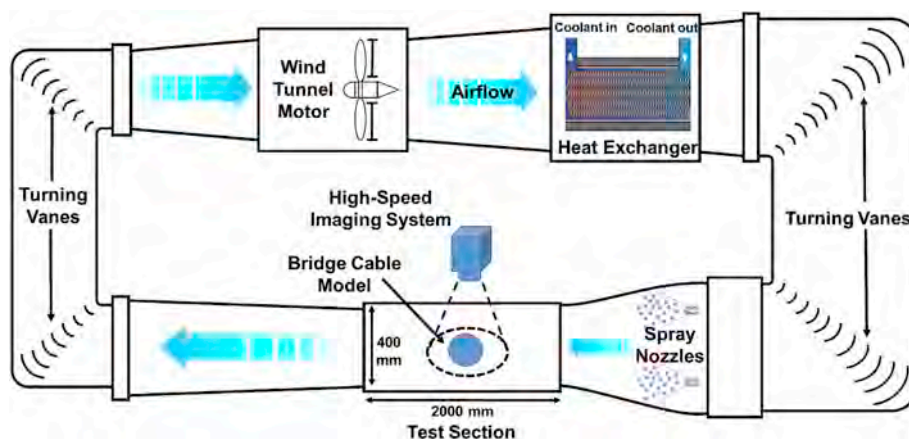 Coolant in
Coolant out
Wind
Tunnel
Motor
Airflow
Heat Exchanger
Turning
Vanes
High-Speed
Imaging System
Turning Vanes
Bridge Cable
Model
400
mm
Spray
Nozzles
2000 mm
Test Section